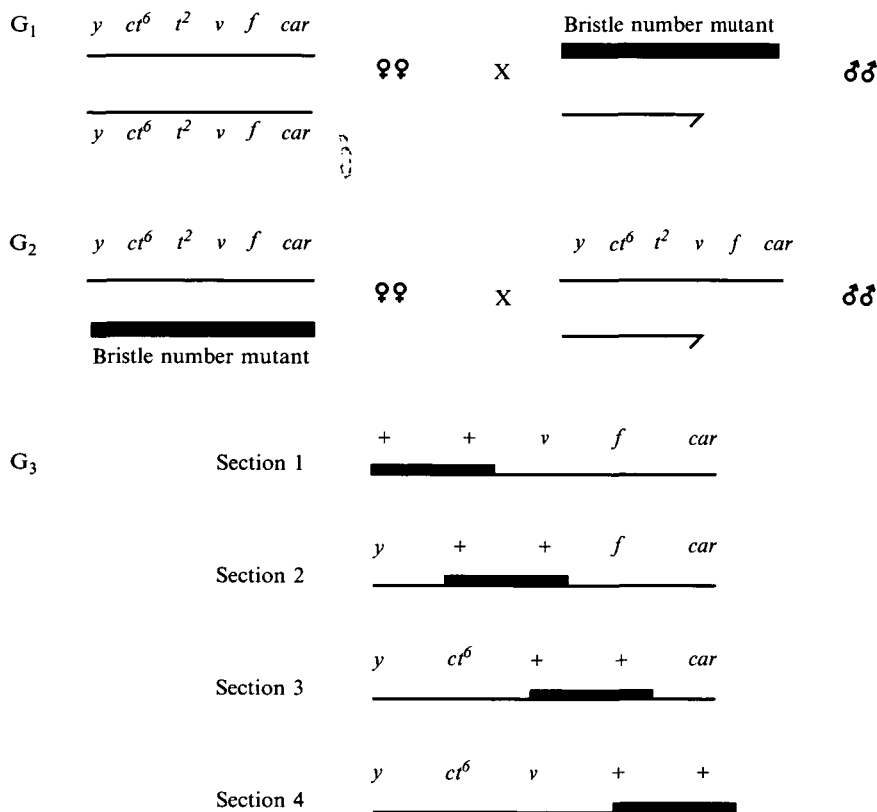 G1 y ct6 t2 v f car Bristle number mutant
♀♀ X ♂♂
y ct6 t2 v f car
G2 y ct6 t2 v f car y ct6 t2 v f car
♀♀ X ♂♂
Bristle number mutant
+ + v f car
G3 Section 1
y + + f car
Section 2
y ct6 + + car
Section 3
y ct6 v + +
Section 4